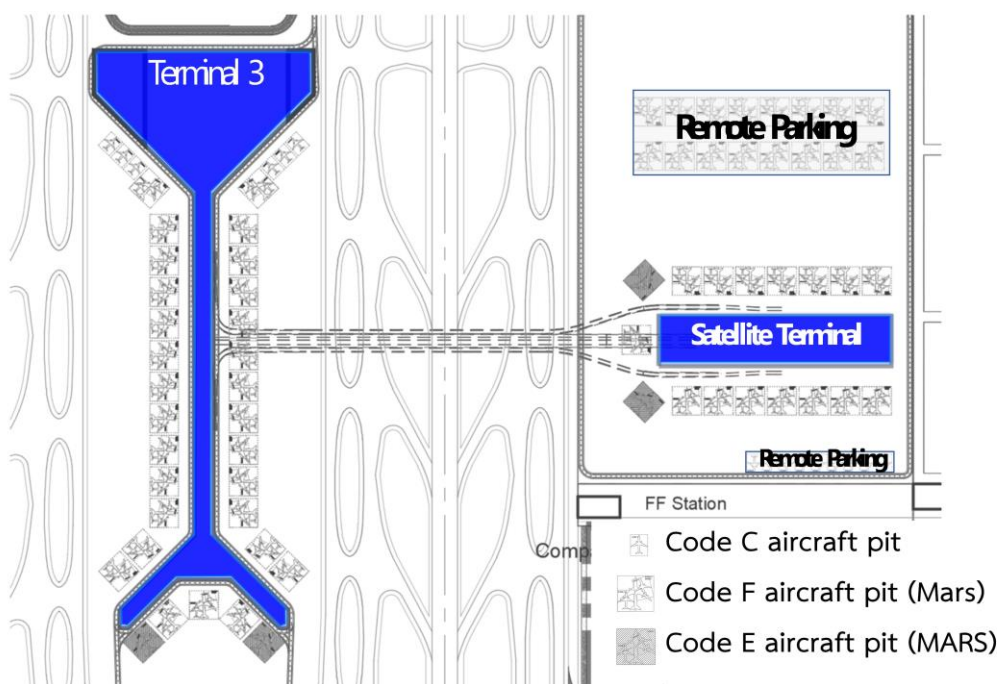 Terminal 3
Remote Parking
Satellite Terminal
Remote Parking
FF Station
Comp
Code C aircraft pit
Code F aircraft pit (Mars)
Code E aircraft pit (MARS)